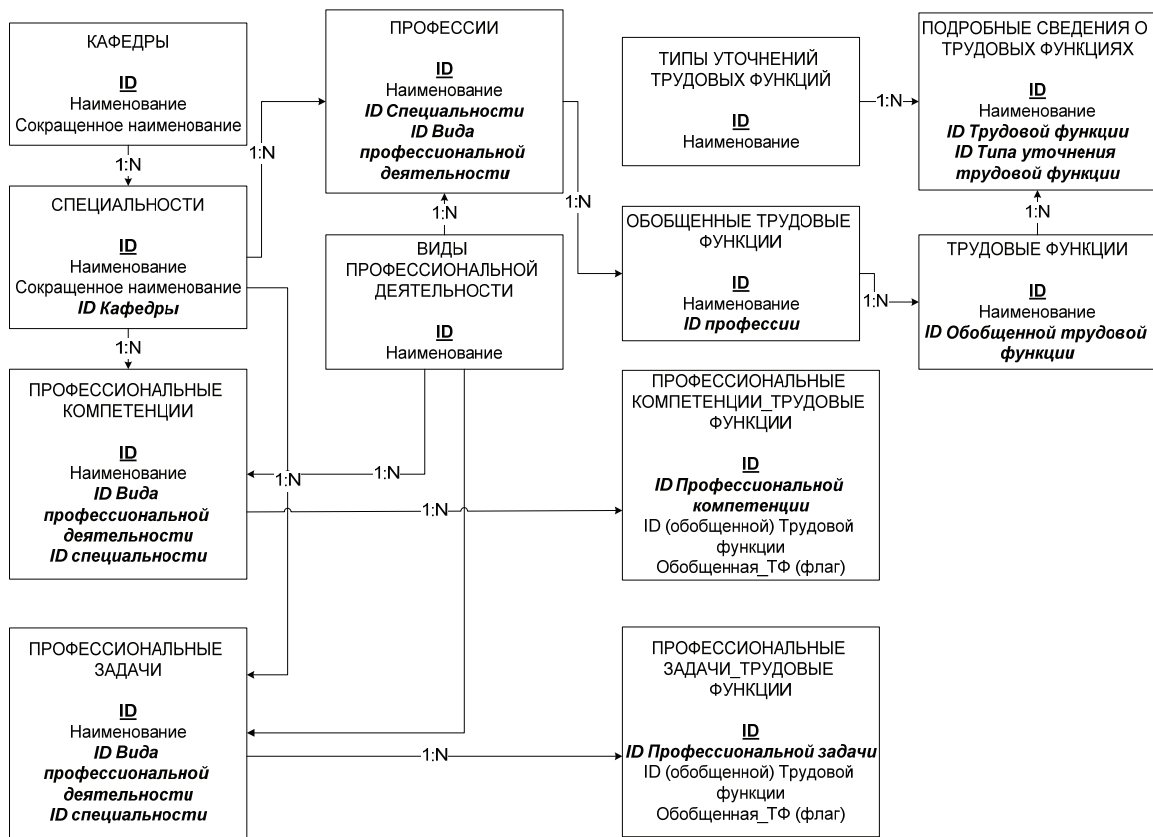 КАФЕДРЫ
ID
Наименование
Сокращенное наименование
1:N
СПЕЦИАЛЬНОСТИ
ID
Наименование
Сокращенное наименование
ID Кафедры
1:N
1:N
1:N
ПРОФЕССИОНАЛЬНЫЕ
КОМПЕТЕНЦИИ
ID
Наименование
ID Вида
профессиональной
деятельности
ID специальности
1:N
ПРОФЕССИОНАЛЬНЫЕ
ЗАДАЧИ
ID
Наименование
ID Вида
профессиональной
деятельности
ID специальности
1:N
ПРОФЕССИИ
ID
Наименование
ID Специальности
ID Вида
профессиональной
деятельности
1:N
1:N
ВИДЫ
ПРОФЕССИОНАЛЬНОЙ
ДЕЯТЕЛЬНОСТИ
ID
Наименование
1:N
ТИПЫ УТОЧНЕНИЙ
ТРУДОВЫХ ФУНКЦИЙ
ID
Наименование
1:N
ОБОБЩЕННЫЕ ТРУДОВЫЕ
ФУНКЦИИ
ID
Наименование
ID профессии
1:N
ПРОФЕССИОНАЛЬНЫЕ
КОМПЕТЕНЦИИ_ТРУДОВЫЕ
ФУНКЦИИ
ID
ID Профессиональной
компетенции
ID (обобщенной) Трудовой
функции
Обобщенная_ТФ (флаг)
ПРОФЕССИОНАЛЬНЫЕ
ЗАДАЧИ_ТРУДОВЫЕ
ФУНКЦИИ
ID
ID Профессиональной задачи
ID (обобщенной) Трудовой
функции
Обобщенная_ТФ (флаг)
ПОДРОБНЫЕ СВЕДЕНИЯ О
ТРУДОВЫХ ФУНКЦИЯХ
ID
Наименование
ID Трудовой функции
ID Типа уточнения
трудовой функции
1:N
ТРУДОВЫЕ ФУНКЦИИ
ID
Наименование
ID Обобщенной трудовой
функции